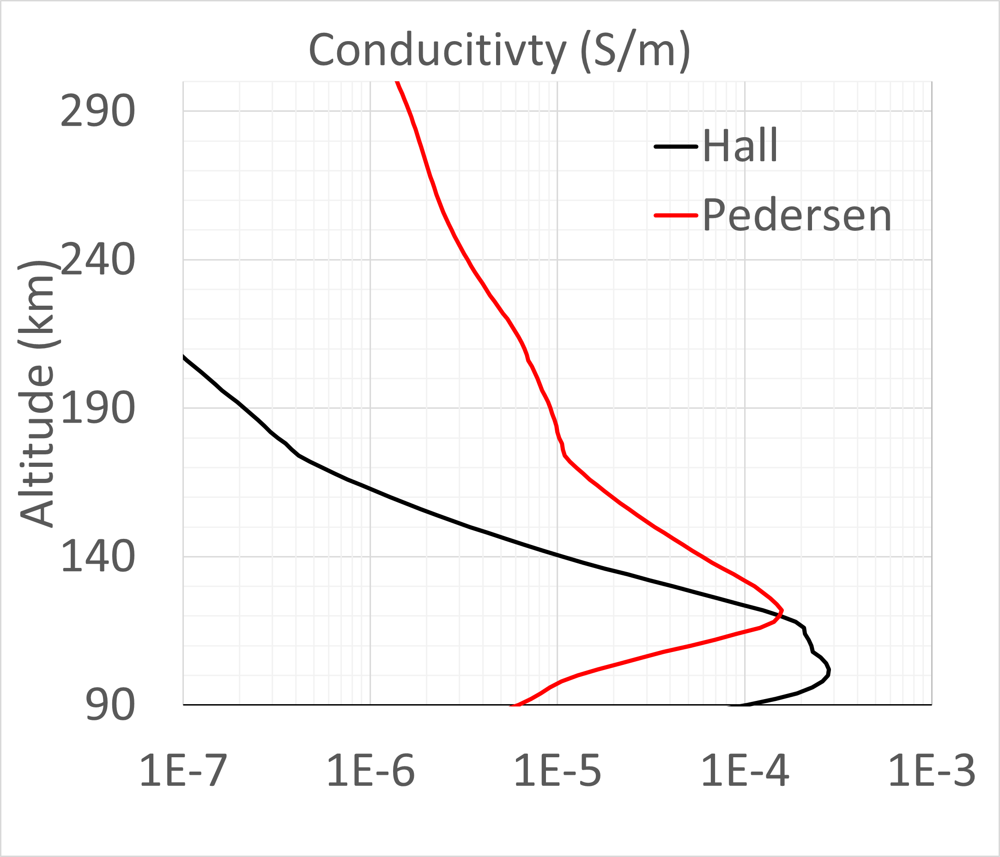 Conducitivty (S/m)
Altitude (km)
290
240
190
140
90
Hall
Pedersen
1E-7 1E-6 1E-5 1E-4 1E-3